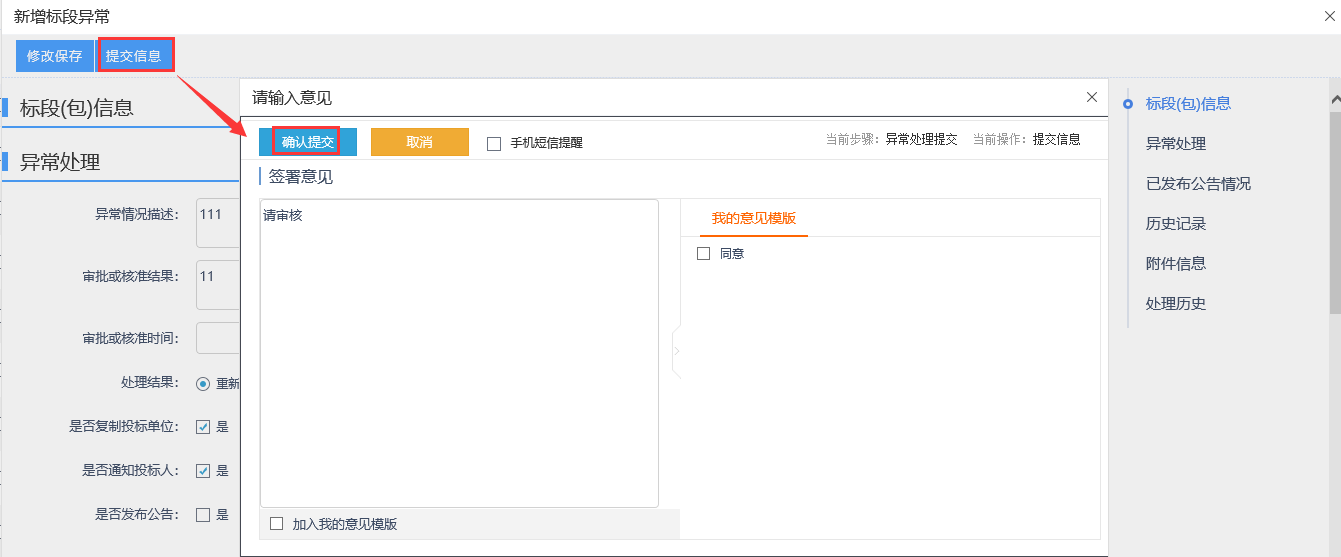 新增标段异常
修改保存 提交信息
标段(包)信息
异常处理
异常情况描述： 111
审批或核准结果： 11
审批或核准时间：
处理结果： 重新
是否复制投标单位： 是
是否通知投标人： 是
是否发布公告： 是
请输入意见
确认提交 取消 手机短信提醒 当前步骤：异常处理提交 当前操作：提交信息
签署意见
请审核
我的意见模版
同意
加入我的意见模版
标段(包)信息
异常处理
已发布公告情况
历史记录
附件信息
处理历史